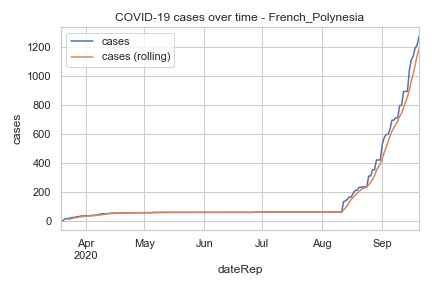 COVID-19 cases over time - French_Polynesia
cases
cases (rolling)
1200
1000
800
600
400
200
0
cases
Apr
2020
May
Jun
Jul
Aug
Sep
dateRep